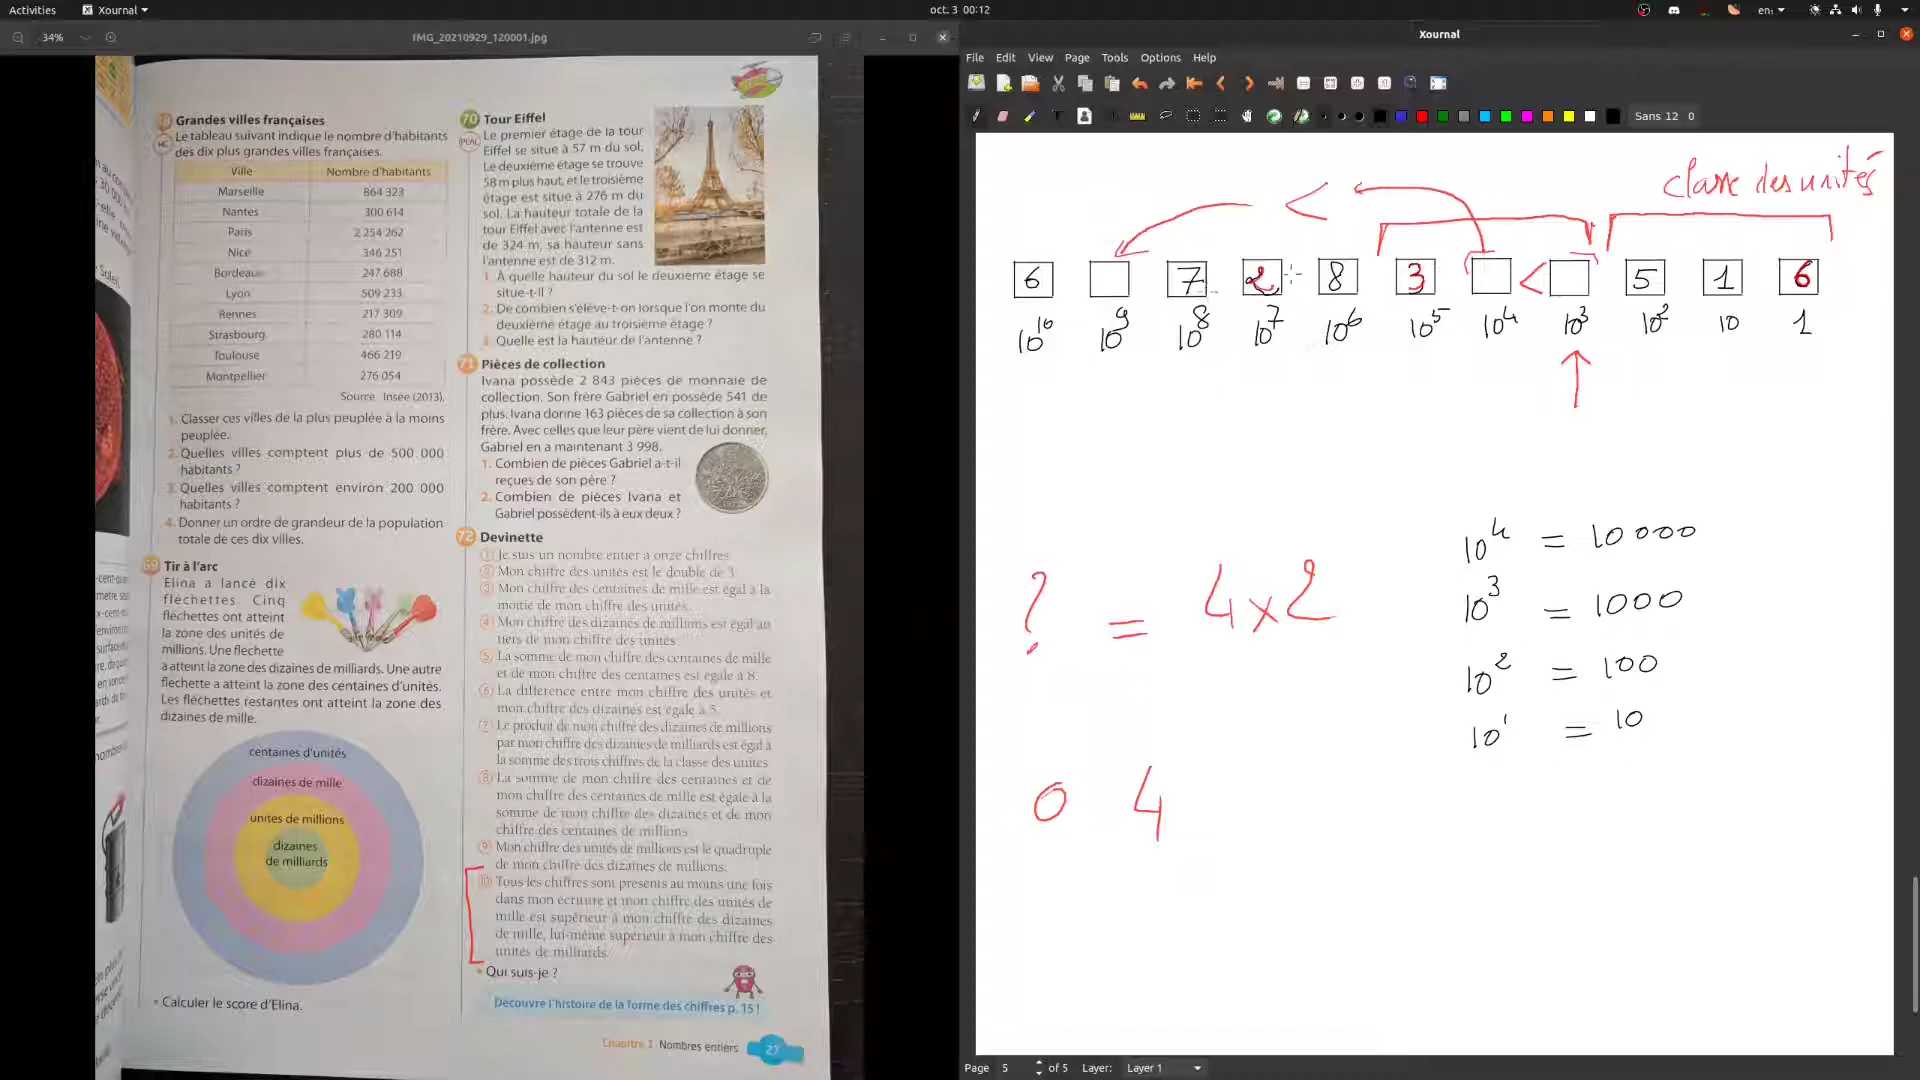 Activities
Xournal
oct. 3 00:12
en₁
34%
IMG_20210929_120001.jpg
Xournal
File Edit View Page Tools Options Help
Sans 12 0
Grandes villes françaises
Le tableau suivant indique le nombre d'habitants
des dix plus grandes villes françaises.
Ville Nombre d'habitants
Marseille 864 323
Nantes 300 614
Paris 2 254 262
Nice 346 251
Bordeaux 247 688
Lyon 509 233
Rennes 217 309
Strasbourg 280 114
Toulouse 466 219
Montpellier 276 054
Source : Insee (2013).
1. Classer ces villes de la plus peuplée à la moins
peuplée.
2. Quelles villes comptent plus de 500 000
habitants ?
3. Quelles villes comptent environ 200 000
habitants ?
4. Donner un ordre de grandeur de la population
totale de ces dix villes.
69 Tir à l'arc
Elina a lancé dix
fléchettes. Cinq
fléchettes ont atteint
la zone des unités de
millions. Une fléchette
a atteint la zone des dizaines de milliards. Une autre
fléchette a atteint la zone des centaines d'unités.
Les fléchettes restantes ont atteint la zone des
dizaines de mille.
centaines d'unités
dizaines de mille
unités de millions
dizaines
de milliards
• Calculer le score d'Elina.
70 Tour Eiffel
Le premier étage de la tour
Eiffel se situe à 57 m du sol.
Le deuxième étage se trouve
58 m plus haut, et le troisième
étage est situé à 276 m du
sol. La hauteur totale de la
tour Eiffel avec l'antenne est
de 324 m, sa hauteur sans
l'antenne est de 312 m.
1. À quelle hauteur du sol le deuxième étage se
situe-t-il ?
2. De combien s'élève-t-on lorsque l'on monte du
deuxième étage au troisième étage ?
3. Quelle est la hauteur de l'antenne ?
71 Pièces de collection
Ivana possède 2 843 pièces de monnaie de
collection. Son frère Gabriel en possède 541 de
plus. Ivana donne 163 pièces de sa collection à son
frère. Avec celles que leur père vient de lui donner,
Gabriel en a maintenant 3 998.
1. Combien de pièces Gabriel a-t-il
reçues de son père ?
2. Combien de pièces Ivana et
Gabriel possèdent-ils à eux deux ?
72 Devinette
① Je suis un nombre entier à onze chiffres.
② Mon chiffre des unités est le double de 3.
③ Mon chiffre des centaines de mille est égal à la
moitié de mon chiffre des unités.
④ Mon chiffre des dizaines de millions est égal au
tiers de mon chiffre des unités.
⑤ La somme de mon chiffre des centaines de mille
et de mon chiffre des centaines est égale à 8.
⑥ La différence entre mon chiffre des unités et
mon chiffre des dizaines est égale à 5.
⑦ Le produit de mon chiffre des dizaines de millions
par mon chiffre des dizaines de milliards est égal à
la somme des trois chiffres de la classe des unités.
⑧ La somme de mon chiffre des centaines et de
mon chiffre des centaines de mille est égale à la
somme de mon chiffre des dizaines et de mon
chiffre des centaines de millions.
⑨ Mon chiffre des unités de millions est le quadruple
de mon chiffre des dizaines de millions.
⑩ Tous les chiffres sont présents au moins une fois
dans mon écriture et mon chiffre des unités de
mille est supérieur à mon chiffre des dizaines
de mille, lui-même supérieur à mon chiffre des
unités de milliards.
• Qui suis-je ?
Découvre l'histoire de la forme des chiffres p. 15 !
Chapitre 1 Nombres entiers 27
classe des unités
<
6 7 2 8 3 < 5 1 6
10¹⁰ 10⁹ 10⁸ 10⁷ 10⁶ 10⁵ 10⁴ 10³ 10² 10 1
? = 4 x 2
0 4
10⁴ = 10 000
10³ = 1000
10² = 100
10¹ = 10
Page 5 of 5 Layer: Layer 1